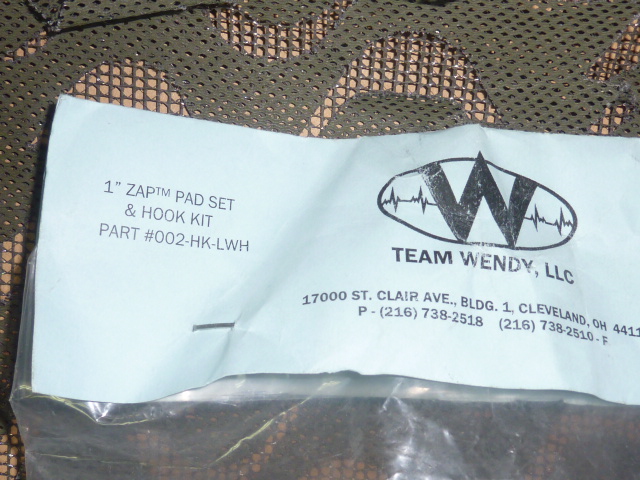 1" ZAP™ PAD SET
& HOOK KIT
PART #002-HK-LWH
W
TEAM WENDY, LLC
17000 ST. CLAIR AVE., BLDG. 1, CLEVELAND, OH 4411
P - (216) 738-2518 (216) 738-2510 - F